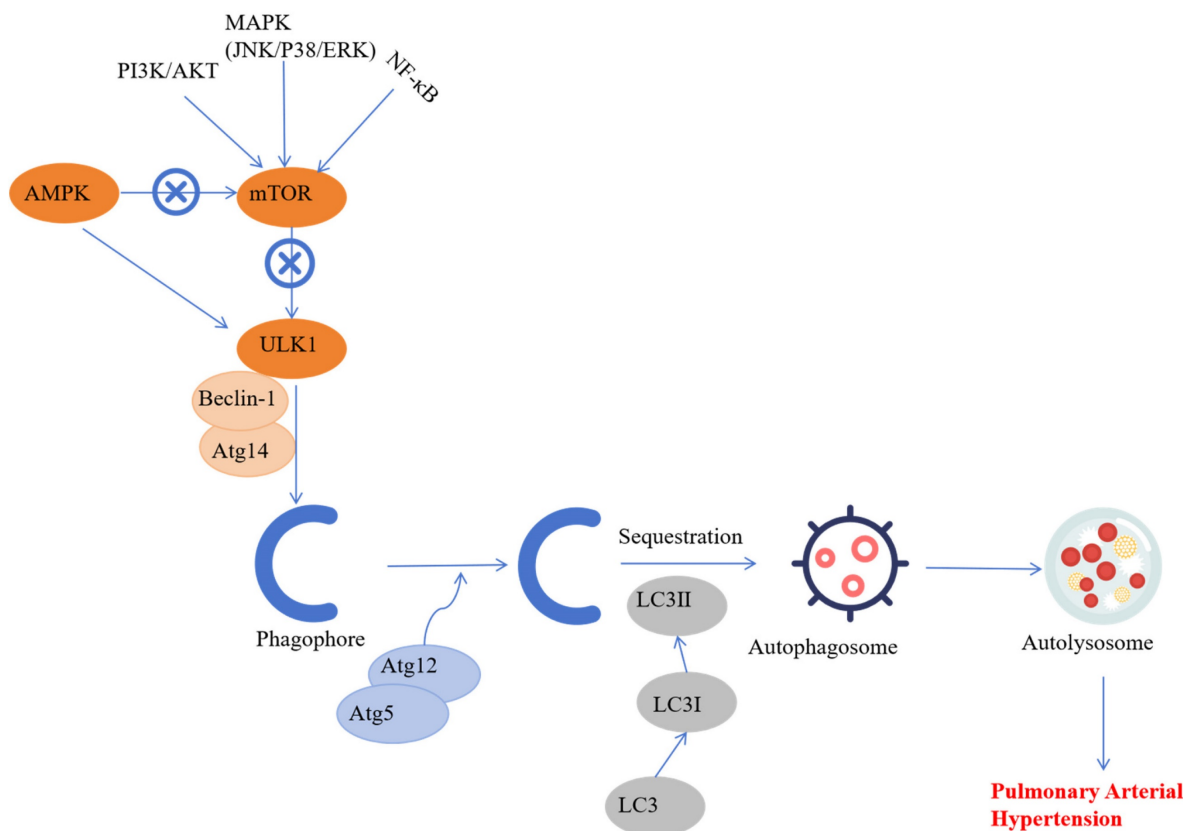 MAPK
(JNK/P38/ERK)
PI3K/AKT
NF-κB
AMPK
mTOR
ULK1
Beclin-1
Atg14
Sequestration
LC3II
Phagophore
Autophagosome
Autolysosome
Atg12
LC3I
Atg5
LC3
Pulmonary Arterial
Hypertension